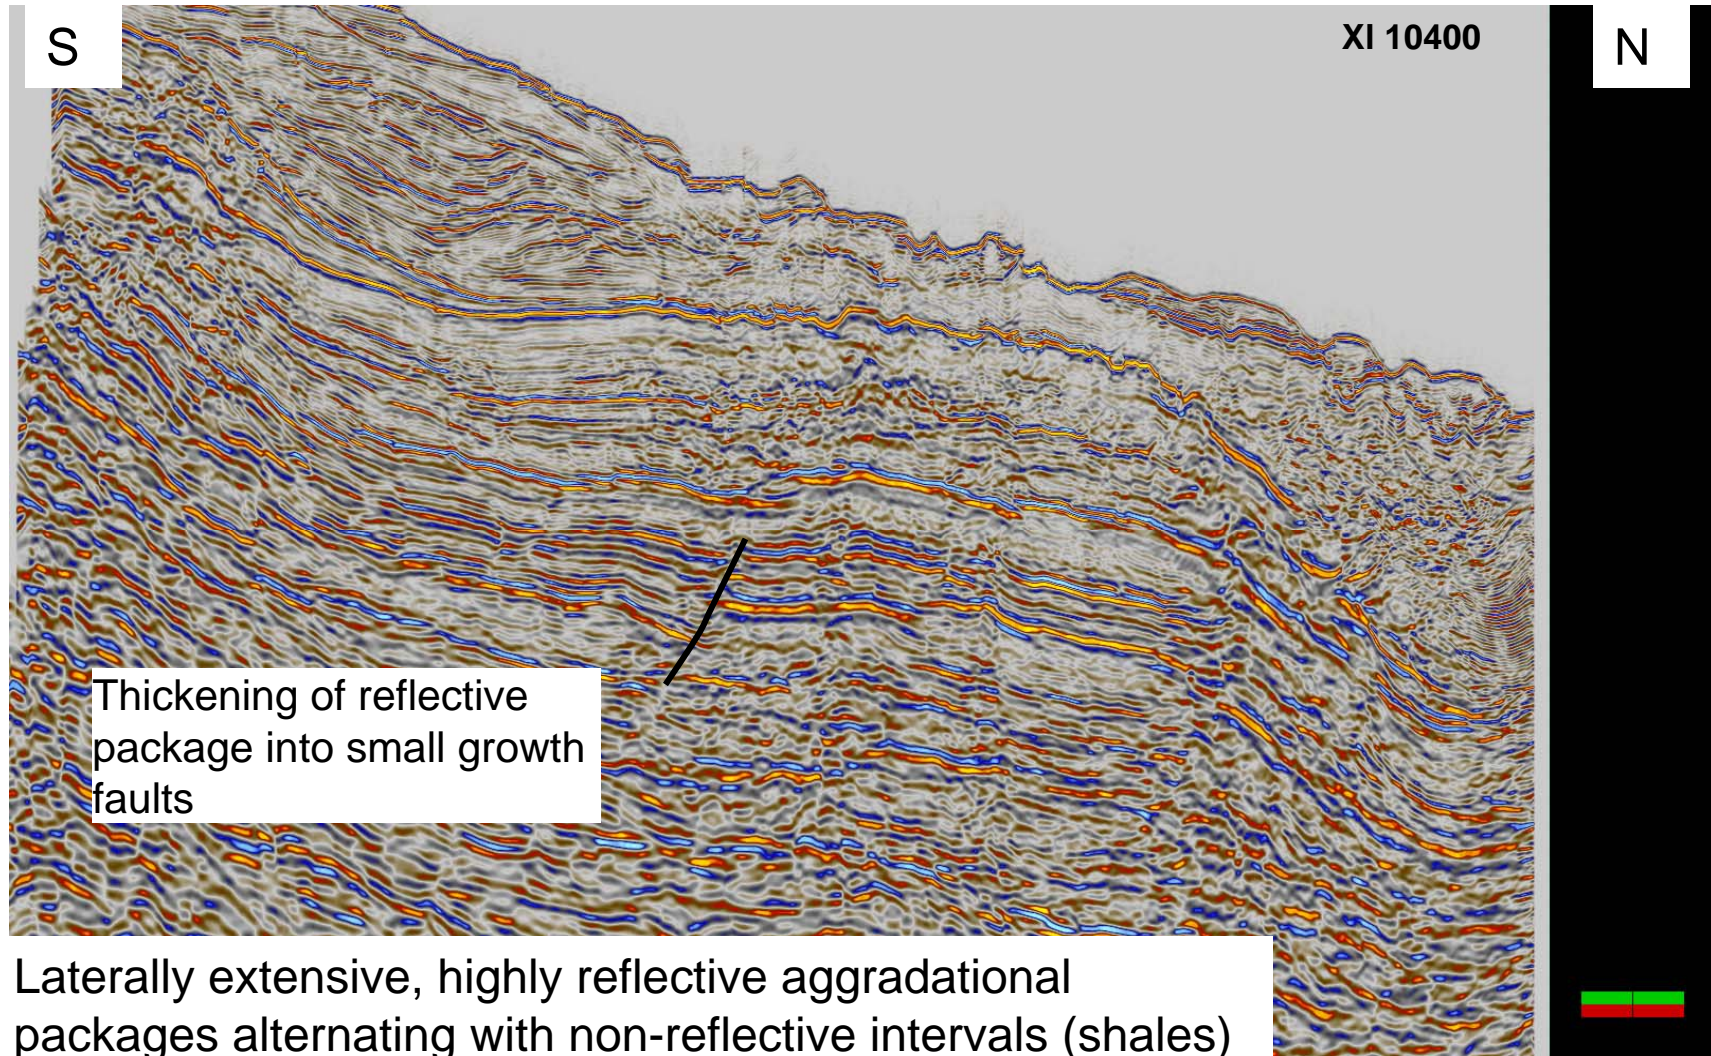 S
XI 10400
N
Thickening of reflective
package into small growth
faults
Laterally extensive, highly reflective aggradational
packages alternating with non-reflective intervals (shales)